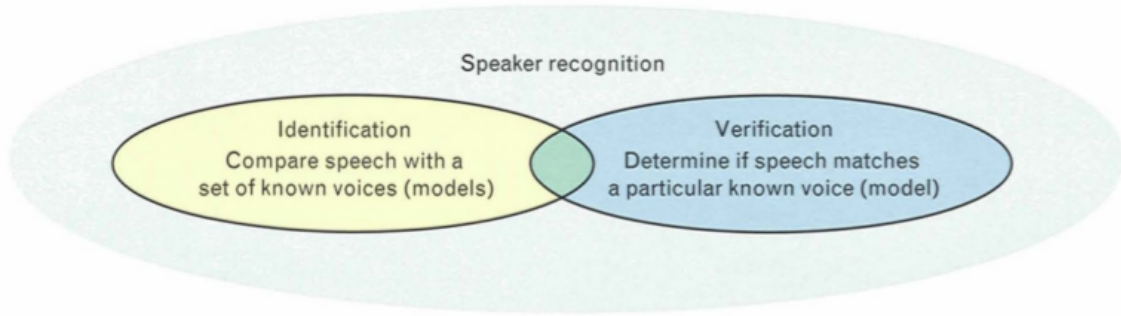 Speaker recognition
Identification
Compare speech with a
set of known voices (models)
Verification
Determine if speech matches
a particular known voice (model)